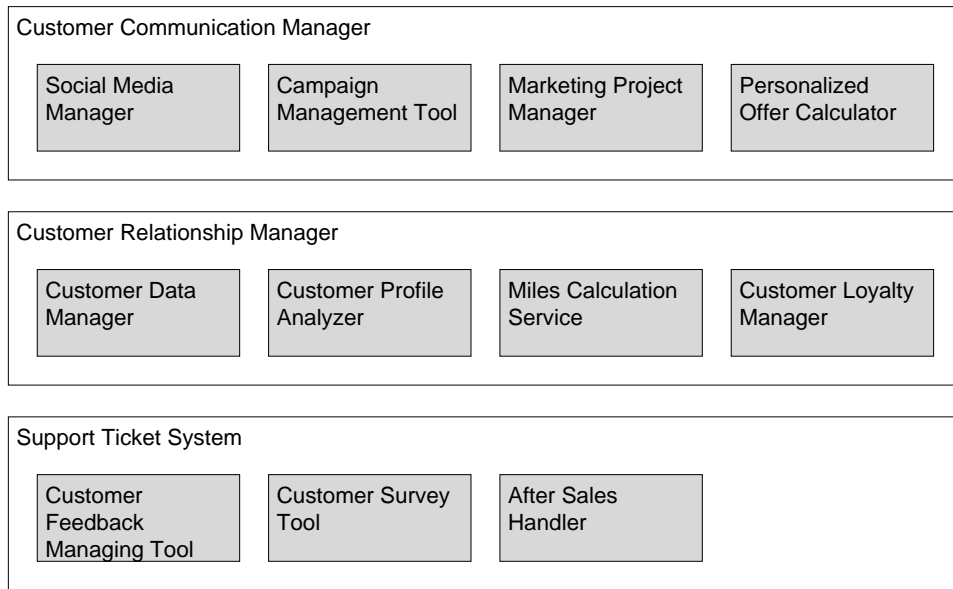 Customer Communication Manager
Social Media
Manager
Campaign
Management Tool
Marketing Project
Manager
Personalized
Offer Calculator
Customer Relationship Manager
Customer Data
Manager
Customer Profile
Analyzer
Miles Calculation
Service
Customer Loyalty
Manager
Support Ticket System
Customer
Feedback
Managing Tool
Customer Survey
Tool
After Sales
Handler